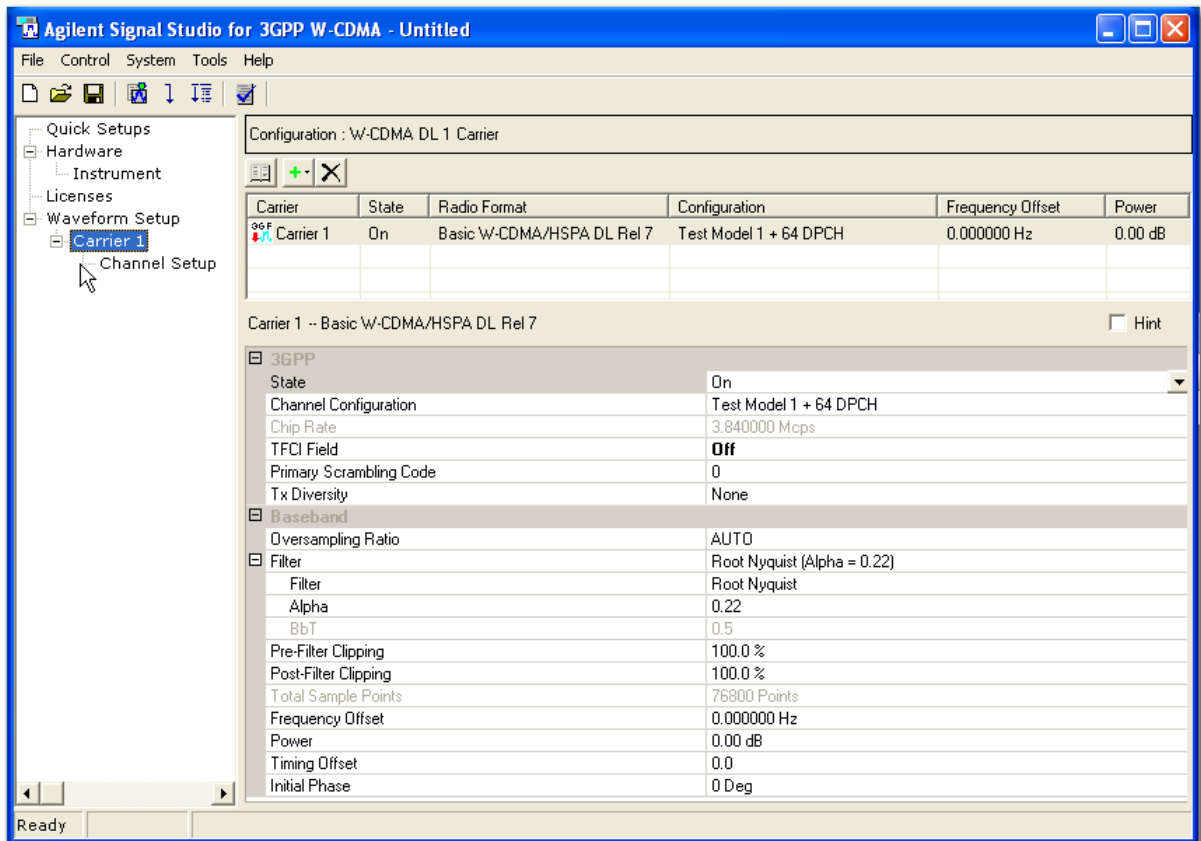 Agilent Signal Studio for 3GPP W-CDMA - Untitled
File Control System Tools Help
Quick Setups
Hardware
Instrument
Licenses
Waveform Setup
Carrier 1
Channel Setup
Configuration : W-CDMA DL 1 Carrier
Carrier State Radio Format Configuration Frequency Offset Power
Carrier 1 On Basic W-CDMA/HSPA DL Rel 7 Test Model 1 + 64 DPCH 0.000000 Hz 0.00 dB
Carrier 1 -- Basic W-CDMA/HSPA DL Rel 7 Hint
3GPP
State On
Channel Configuration Test Model 1 + 64 DPCH
Chip Rate 3.840000 Mcps
TFCI Field Off
Primary Scrambling Code 0
Tx Diversity None
Baseband
Oversampling Ratio AUTO
Filter Root Nyquist (Alpha = 0.22)
Filter Root Nyquist
Alpha 0.22
BbT 0.5
Pre-Filter Clipping 100.0 %
Post-Filter Clipping 100.0 %
Total Sample Points 76800 Points
Frequency Offset 0.000000 Hz
Power 0.00 dB
Timing Offset 0.0
Initial Phase 0 Deg
Ready